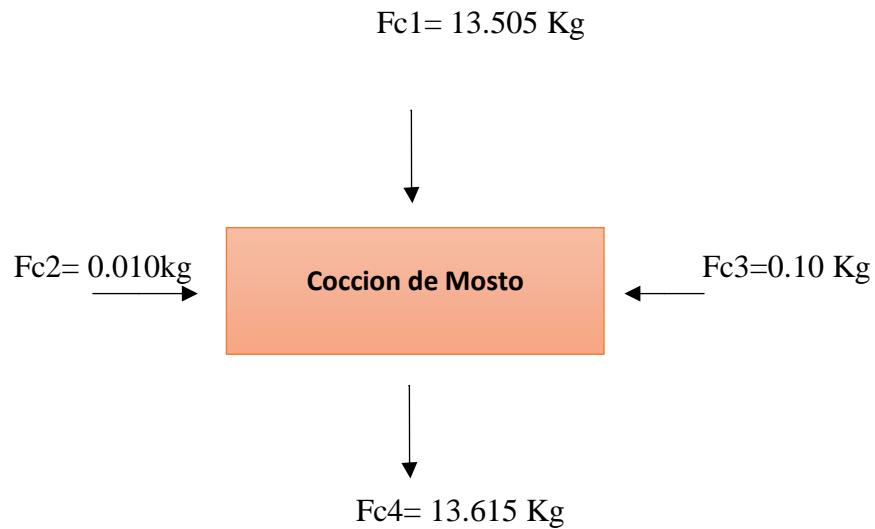 Fc1= 13.505 Kg
Fc2= 0.010kg
Coccion de Mosto
Fc3=0.10 Kg
Fc4= 13.615 Kg